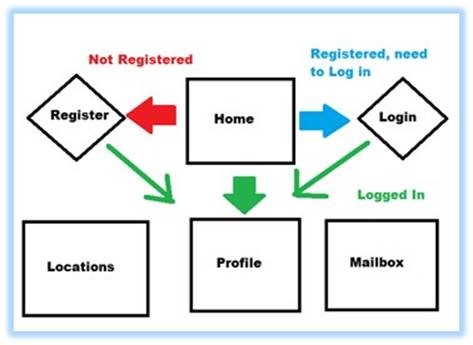 Not Registered
Registered, need
to Log in
Register
Home
Login
Logged In
Locations
Profile
Mailbox